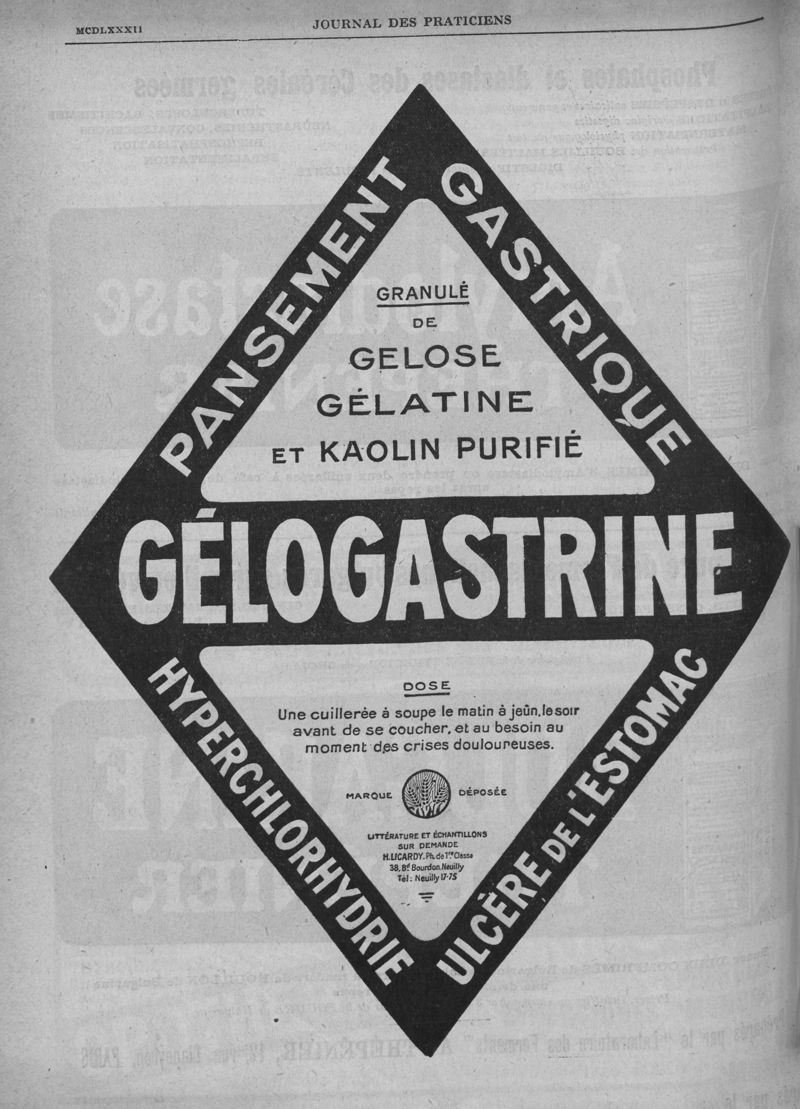 MCDLXXXII
JOURNAL DES PRATICIENS
PANSEMENT GASTRIQUE
GRANULÉ
DE
GELOSE
GÉLATINE
ET KAOLIN PURIFIÉ
GÉLOGASTRINE
DOSE
Une cuillerée à soupe le matin à jeûn, le soir
avant de se coucher, et au besoin au
moment des crises douloureuses.
MARQUE DÉPOSÉE
LITTÉRATURE ET ÉCHANTILLONS
SUR DEMANDE
H. LICARDY. Ph. de 1re Classe
38, Bd Bourdon. Neuilly
Tél: Neuilly 17-75
HYPERCHLORHYDRIE
ULCÈRE DE L'ESTOMAC